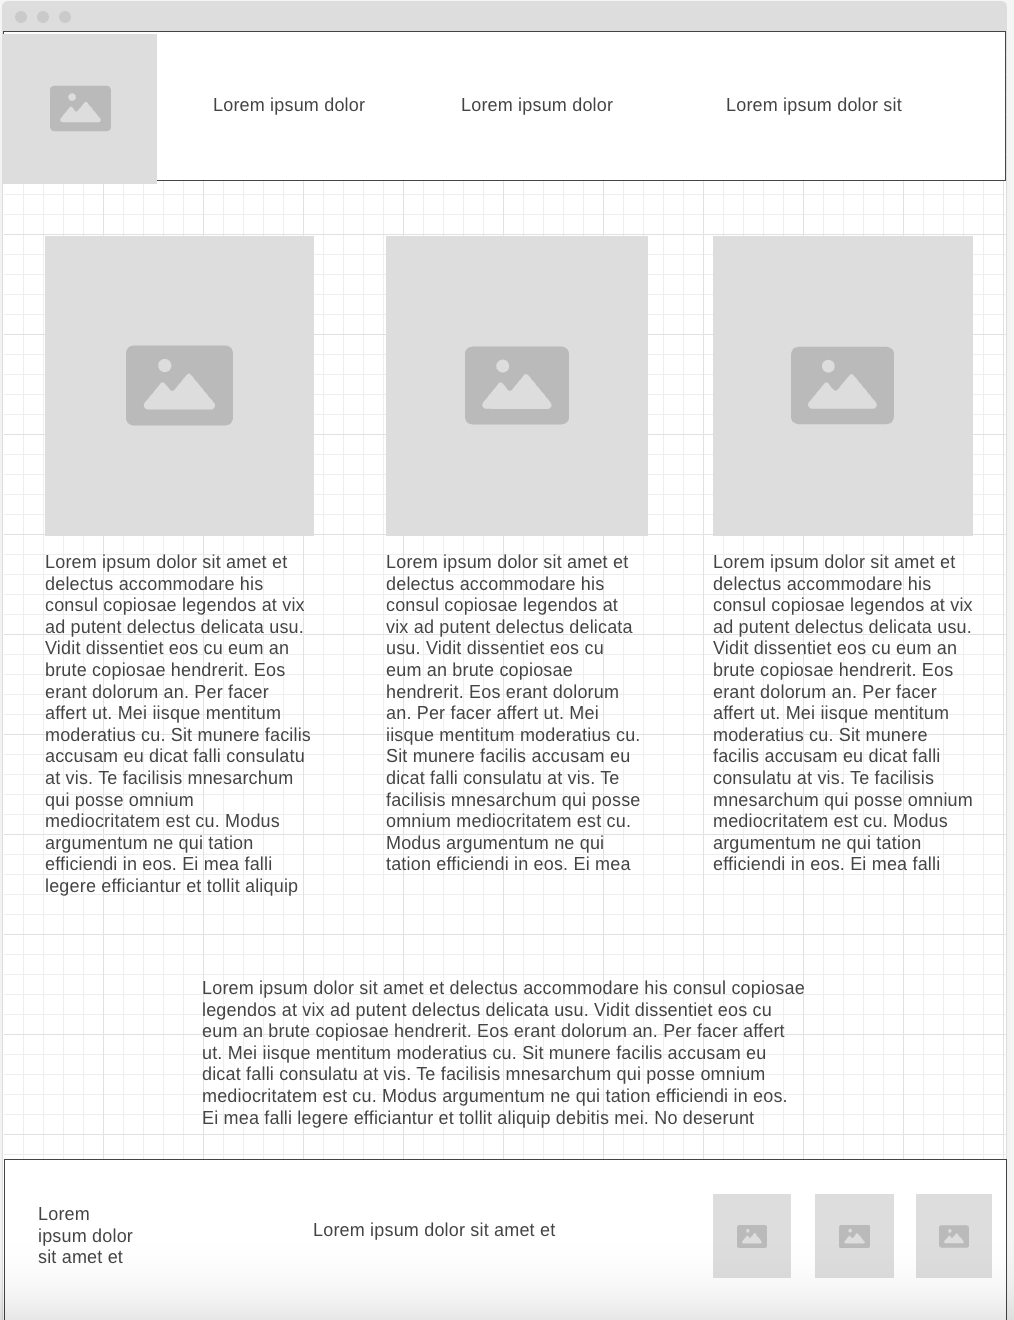 Lorem ipsum dolor
Lorem ipsum dolor
Lorem ipsum dolor sit
Lorem ipsum dolor sit amet et
delectus accommodare his
consul copiosae legendos at vix
ad putent delectus delicata usu.
Vidit dissentiet eos cu eum an
brute copiosae hendrerit. Eos
erant dolorum an. Per facer
affert ut. Mei iisque mentitum
moderatius cu. Sit munere facilis
accusam eu dicat falli consulatu
at vis. Te facilisis mnesarchum
qui posse omnium
mediocritatem est cu. Modus
argumentum ne qui tation
efficiendi in eos. Ei mea falli
legere efficiantur et tollit aliquip
Lorem ipsum dolor sit amet et
delectus accommodare his
consul copiosae legendos at
vix ad putent delectus delicata
usu. Vidit dissentiet eos cu
eum an brute copiosae
hendrerit. Eos erant dolorum
an. Per facer affert ut. Mei
iisque mentitum moderatius cu.
Sit munere facilis accusam eu
dicat falli consulatu at vis. Te
facilisis mnesarchum qui posse
omnium mediocritatem est cu.
Modus argumentum ne qui
tation efficiendi in eos. Ei mea
Lorem ipsum dolor sit amet et
delectus accommodare his
consul copiosae legendos at vix
ad putent delectus delicata usu.
Vidit dissentiet eos cu eum an
brute copiosae hendrerit. Eos
erant dolorum an. Per facer
affert ut. Mei iisque mentitum
moderatius cu. Sit munere
facilis accusam eu dicat falli
consulatu at vis. Te facilisis
mnesarchum qui posse omnium
mediocritatem est cu. Modus
argumentum ne qui tation
efficiendi in eos. Ei mea falli
Lorem ipsum dolor sit amet et delectus accommodare his consul copiosae
legendos at vix ad putent delectus delicata usu. Vidit dissentiet eos cu
eum an brute copiosae hendrerit. Eos erant dolorum an. Per facer affert
ut. Mei iisque mentitum moderatius cu. Sit munere facilis accusam eu
dicat falli consulatu at vis. Te facilisis mnesarchum qui posse omnium
mediocritatem est cu. Modus argumentum ne qui tation efficiendi in eos.
Ei mea falli legere efficiantur et tollit aliquip debitis mei. No deserunt
Lorem
ipsum dolor
sit amet et
Lorem ipsum dolor sit amet et